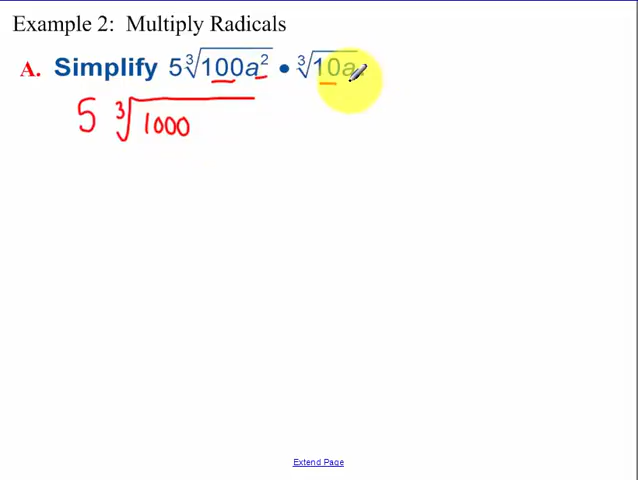 Example 2: Multiply Radicals
A. Simplify 5∛100a² • ∛10a
5 ∛1000
Extend Page